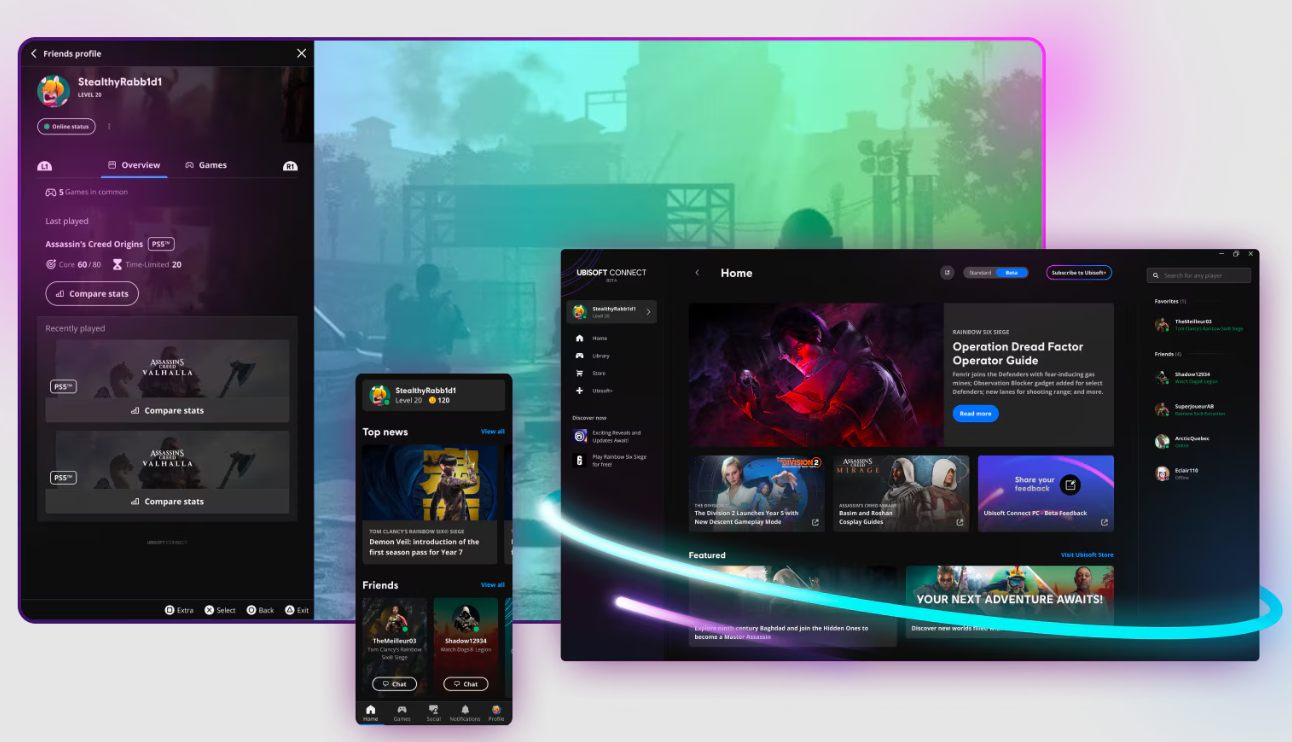 Friends profile
StealthyRabb1d1
LEVEL 20
Online status
L1
Overview
Games
R1
5 Games in common
Last played
Assassin's Creed Origins PS5™
Core 60/80 Time-Limited 20
Compare stats
Recently played
ASSASSIN'S
CREED
VALHALLA
PS5™
Compare stats
ASSASSIN'S
CREED
VALHALLA
PS5™
Compare stats
UBISOFT CONNECT
Extra Select Back Exit
StealthyRabb1d1
Level 20 120
Top news View all
TOM CLANCY'S RAINBOW SIX® SIEGE
Demon Veil: introduction of the
first season pass for Year 7
Friends View all
TheMeilleur03
Tom Clancy's Rainbow
Six® Siege
Chat
Shadow12934
Watch Dogs® Legion
Chat
Home Games Social Notifications Profile
UBISOFT CONNECT
BETA
StealthyRabb1d1
Level 20
Home
Library
Store
Ubisoft+
Discover now
Exciting Reveals and
Updates Await!
Play Rainbow Six Siege
for free!
Home
Standard Beta
Subscribe to Ubisoft+
RAINBOW SIX SIEGE
Operation Dread Factor
Operator Guide
Fenrir joins the Defenders with fear-inducing gas
mines; Observation Blocker gadget added for select
Defenders; new lanes for shooting range; and more.
Read more
THE DIVISION 2
THE DIVISION 2
The Division 2 Launches Year 5 with
New Descent Gameplay Mode
ASSASSIN'S
CREED
MIRAGE
ASSASSIN'S CREED MIRAGE
Basim and Roshan
Cosplay Guides
Share your
feedback
Ubisoft Connect PC - Beta Feedback
Featured Visit Ubisoft Store
Explore ninth-century Baghdad and join the Hidden Ones to
become a Master Assassin
YOUR NEXT ADVENTURE AWAITS!
Discover new worlds filled
Search for any player
Favorites (1)
TheMeilleur03
Tom Clancy's Rainbow Six® Siege
Friends (4)
Shadow12934
Watch Dogs® Legion
SuperjoueurAB
Rainbow Six® Extraction
ArcticQuebec
Online
Eclair110
Offline